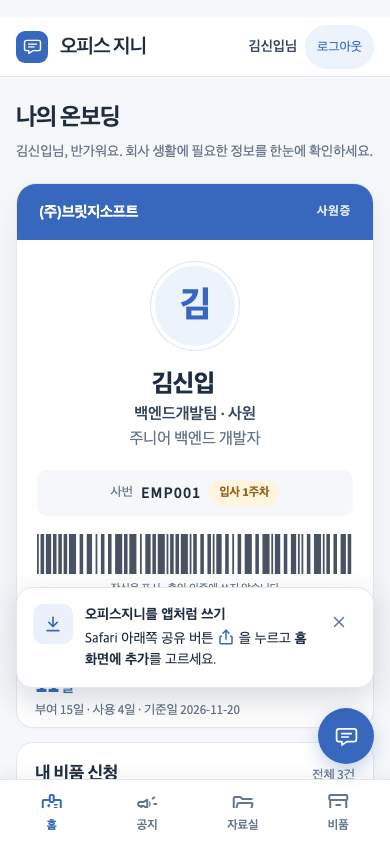 오피스 지니
김신입님
로그아웃
나의 온보딩
김신입님, 반가워요. 회사 생활에 필요한 정보를 한눈에 확인하세요.
(주)브릿지소프트
사원증
김
김신입
백엔드개발팀 · 사원
주니어 백엔드 개발자
사번 EMP001 입사 1주차
오피스지니를 앱처럼 쓰기
Safari 아래쪽 공유 버튼 을 누르고 홈
화면에 추가를 고르세요.
부여 15일 · 사용 4일 · 기준일 2026-11-20
내 비품 신청
전체 3건
홈
공지
자료실
비품